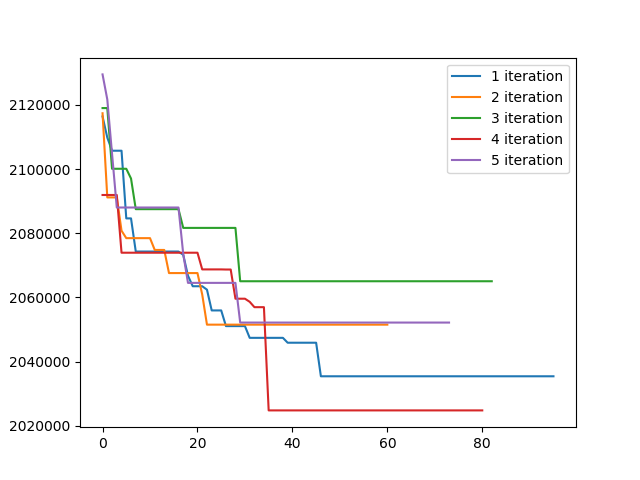 2120000
2100000
2080000
2060000
2040000
2020000
0
20
40
60
80
1 iteration
2 iteration
3 iteration
4 iteration
5 iteration